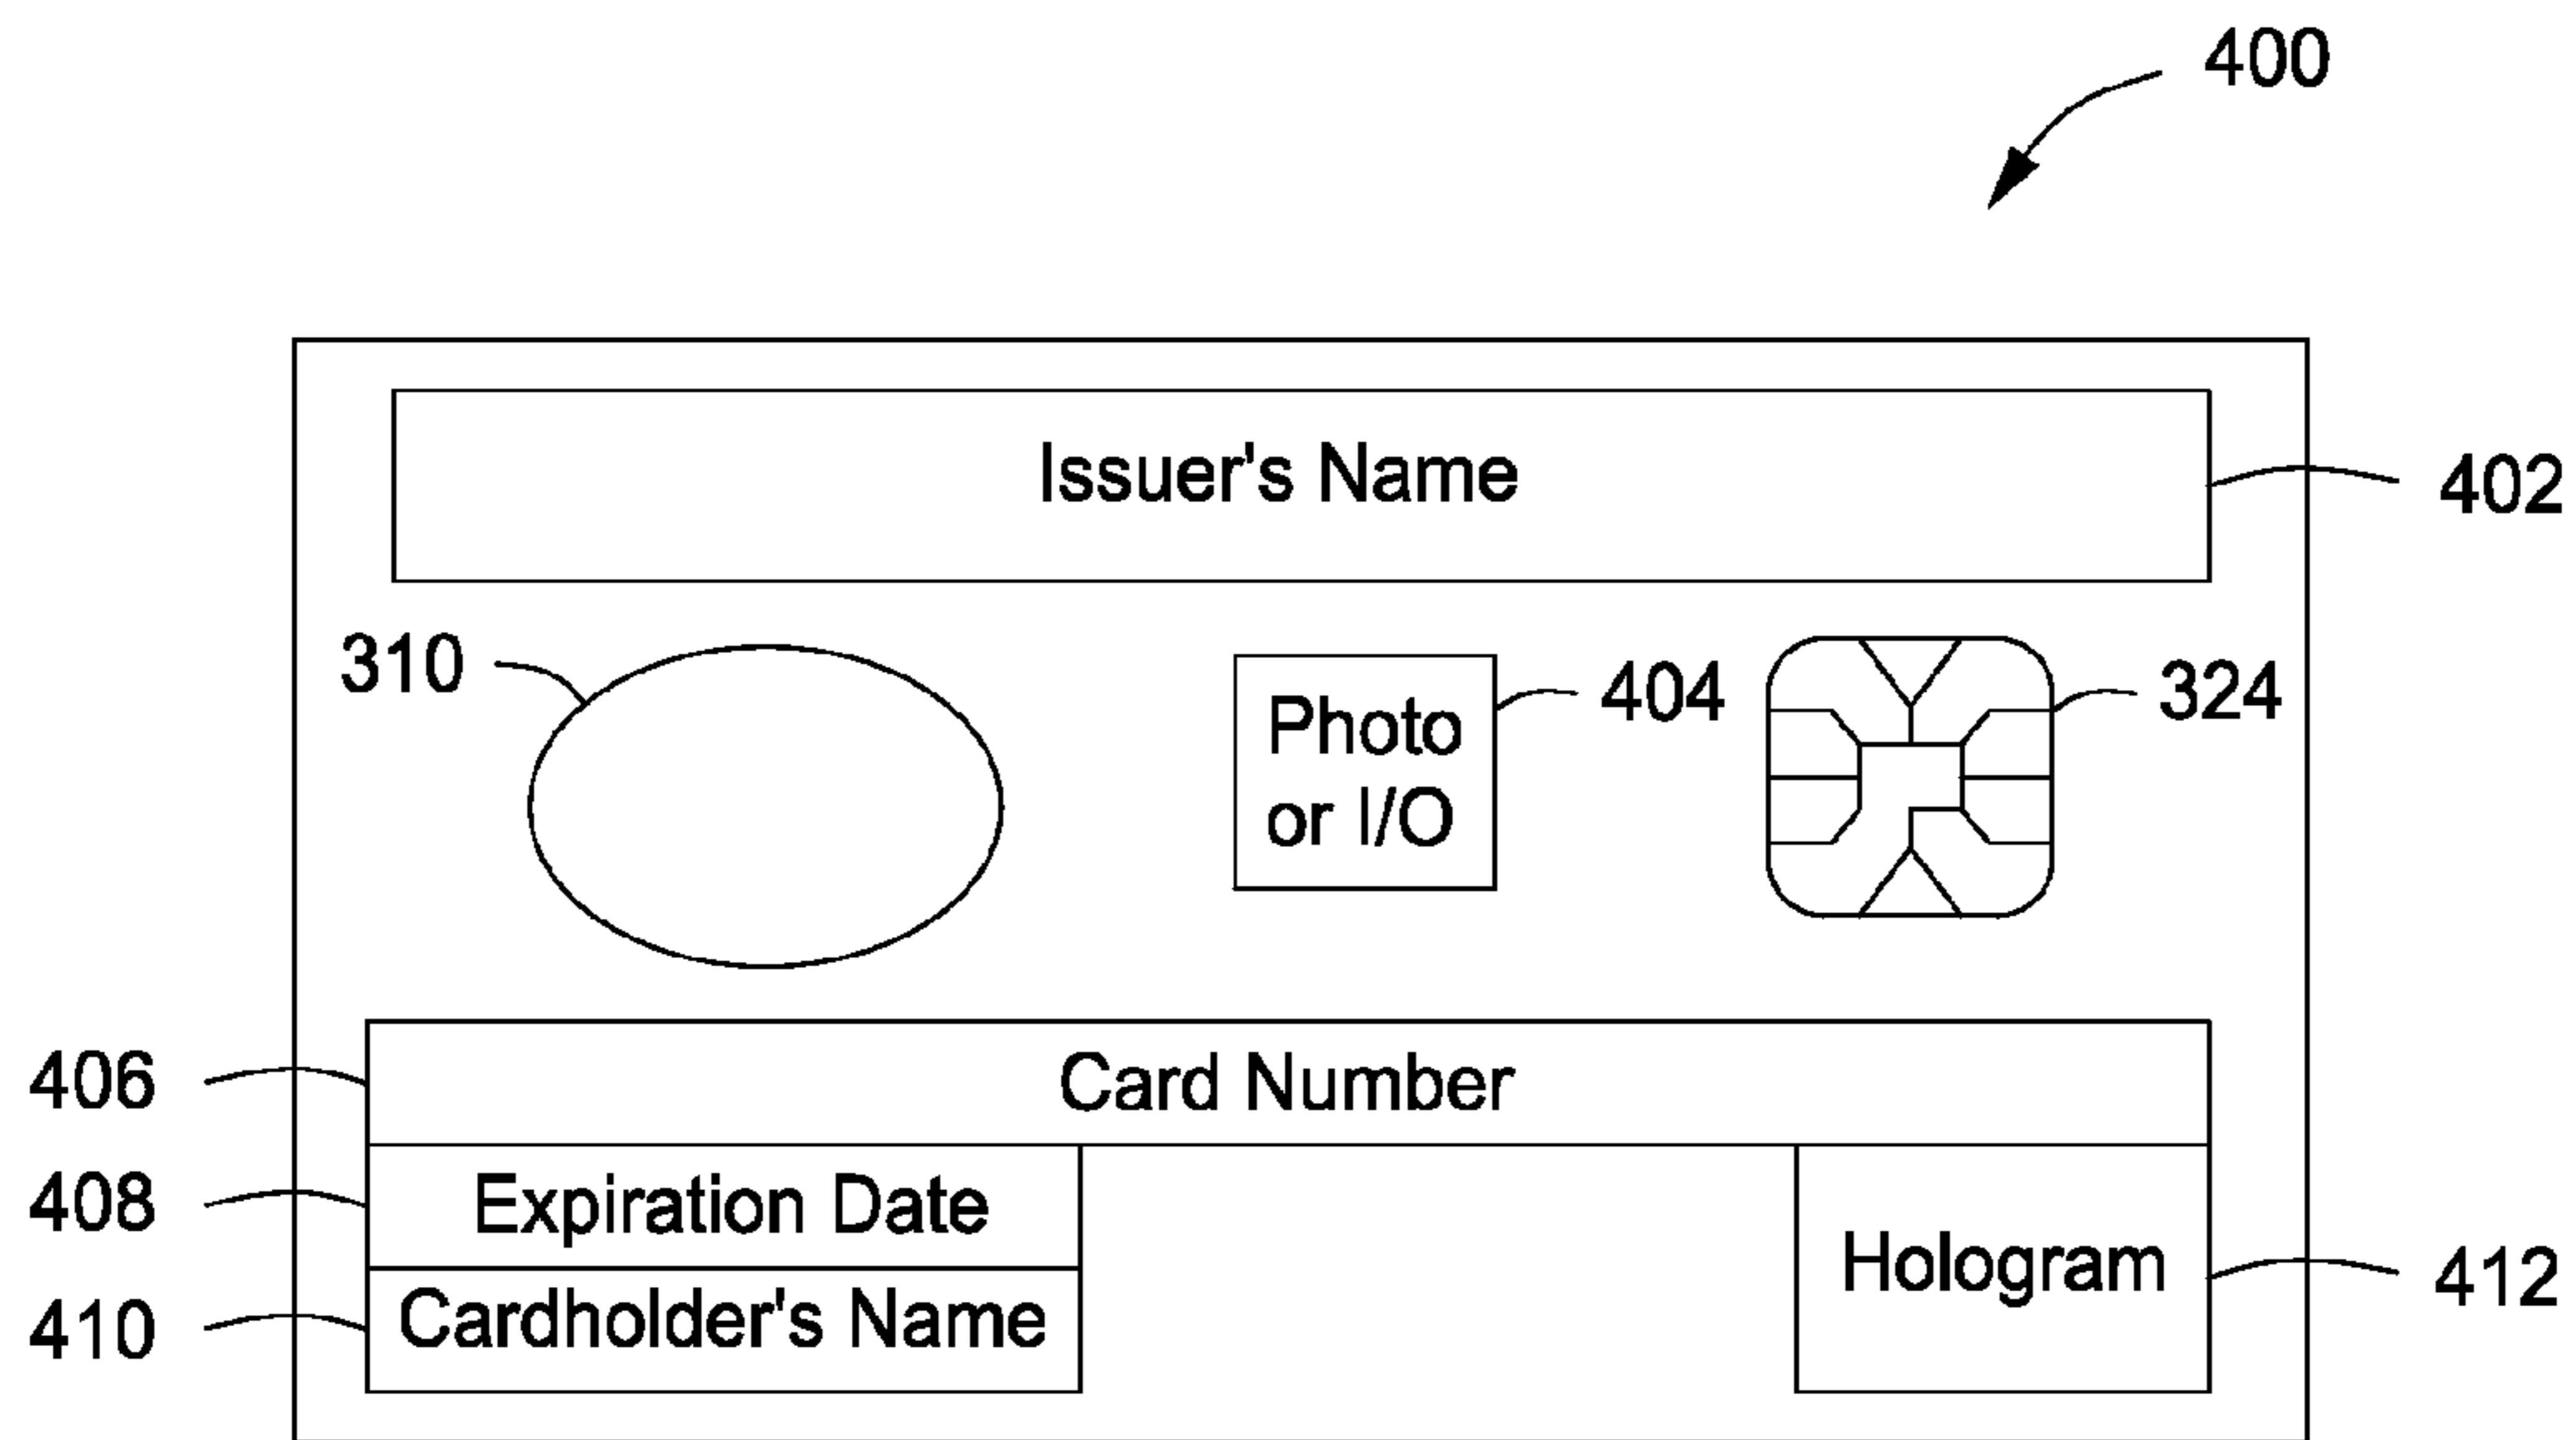 400
Issuer's Name
402
310
Photo
or I/O
404
324
406
Card Number
408
Expiration Date
410
Cardholder's Name
Hologram
412